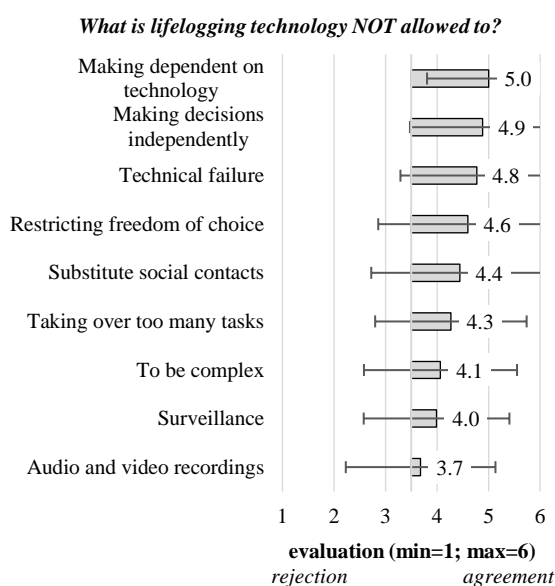 What is lifelogging technology NOT allowed to?
Making dependent on
technology
5.0
Making decisions
independently
4.9
Technical failure
4.8
Restricting freedom of choice
4.6
Substitute social contacts
4.4
Taking over too many tasks
4.3
To be complex
4.1
Surveillance
4.0
Audio and video recordings
3.7
1 2 3 4 5 6
evaluation (min=1; max=6)
rejection agreement